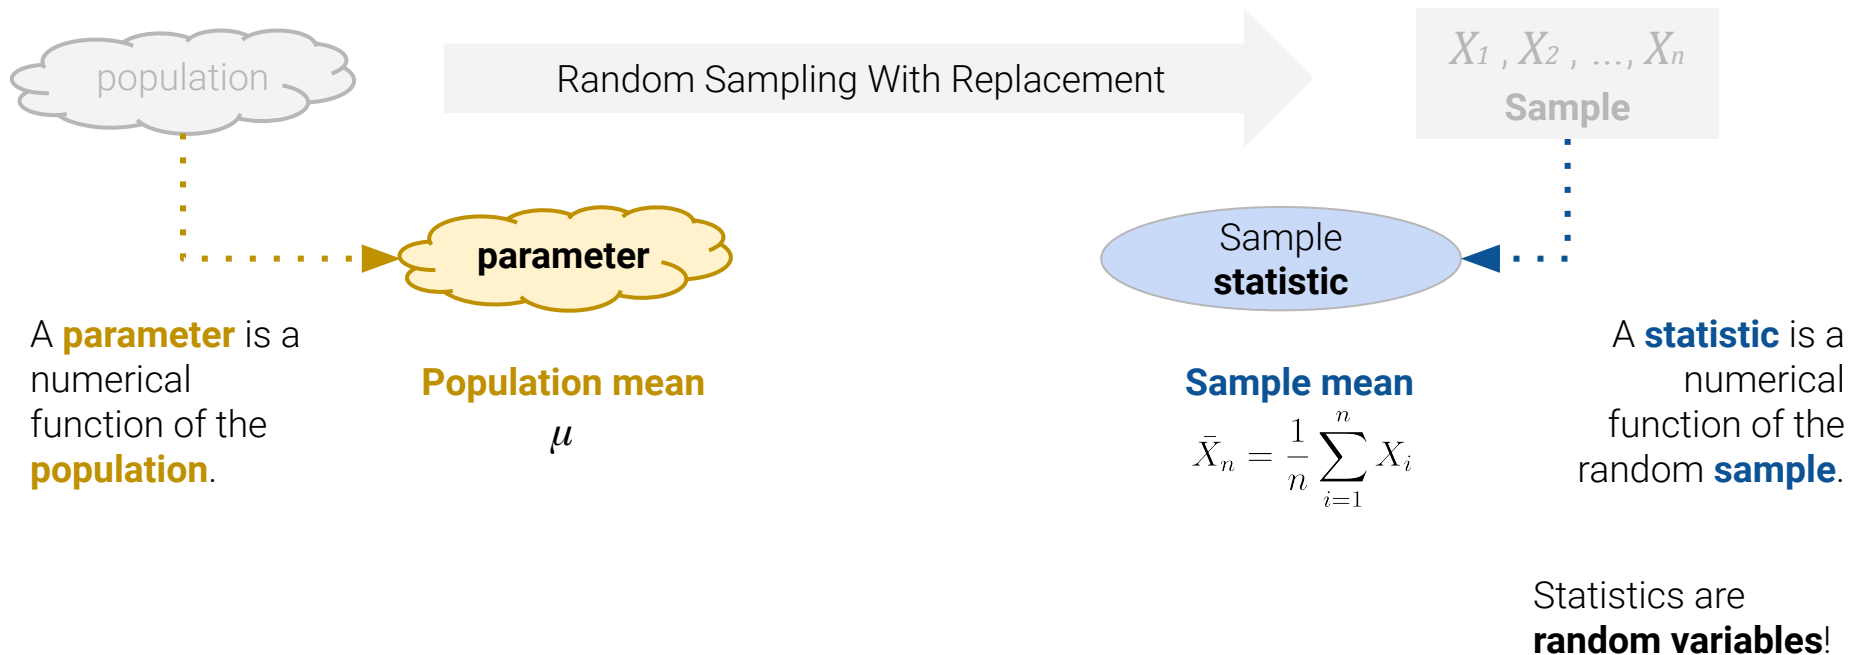 population
Random Sampling With Replacement
X₁ , X₂ , ..., Xₙ
Sample
parameter
Sample
statistic
A parameter is a
numerical
function of the
population.
Population mean
μ
Sample mean
X̄ₙ = 1/n ∑ᵢ₌₁ⁿ Xᵢ
A statistic is a
numerical
function of the
random sample.
Statistics are
random variables!